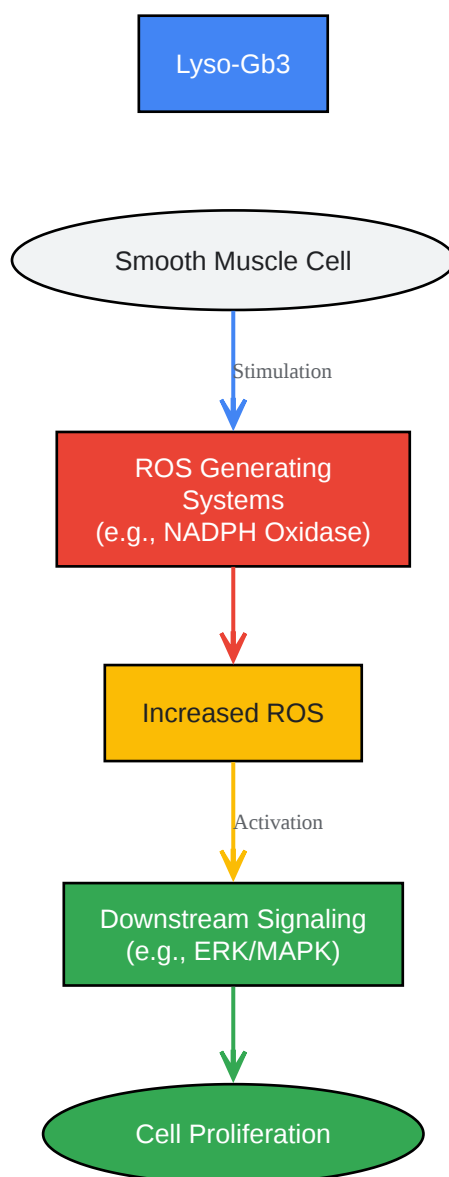 Lyso-Gb3
Smooth Muscle Cell
Stimulation
ROS Generating
Systems
(e.g., NADPH Oxidase)
Increased ROS
Activation
Downstream Signaling
(e.g., ERK/MAPK)
Cell Proliferation